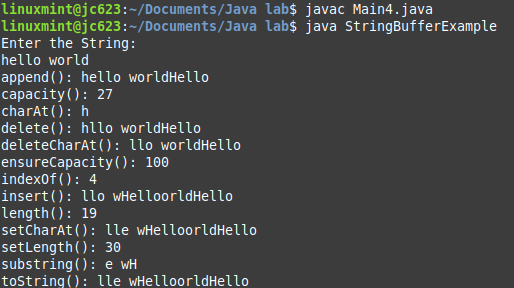 linuxmint@jc623:~/Documents/Java lab$ javac Main4.java
linuxmint@jc623:~/Documents/Java lab$ java StringBufferExample
Enter the String:
hello world
append(): hello worldHello
capacity(): 27
charAt(): h
delete(): hllo worldHello
deleteCharAt(): llo worldHello
ensureCapacity(): 100
indexOf(): 4
insert(): llo wHelloorldHello
length(): 19
setCharAt(): lle wHelloorldHello
setLength(): 30
substring(): e wH
toString(): lle wHelloorldHello